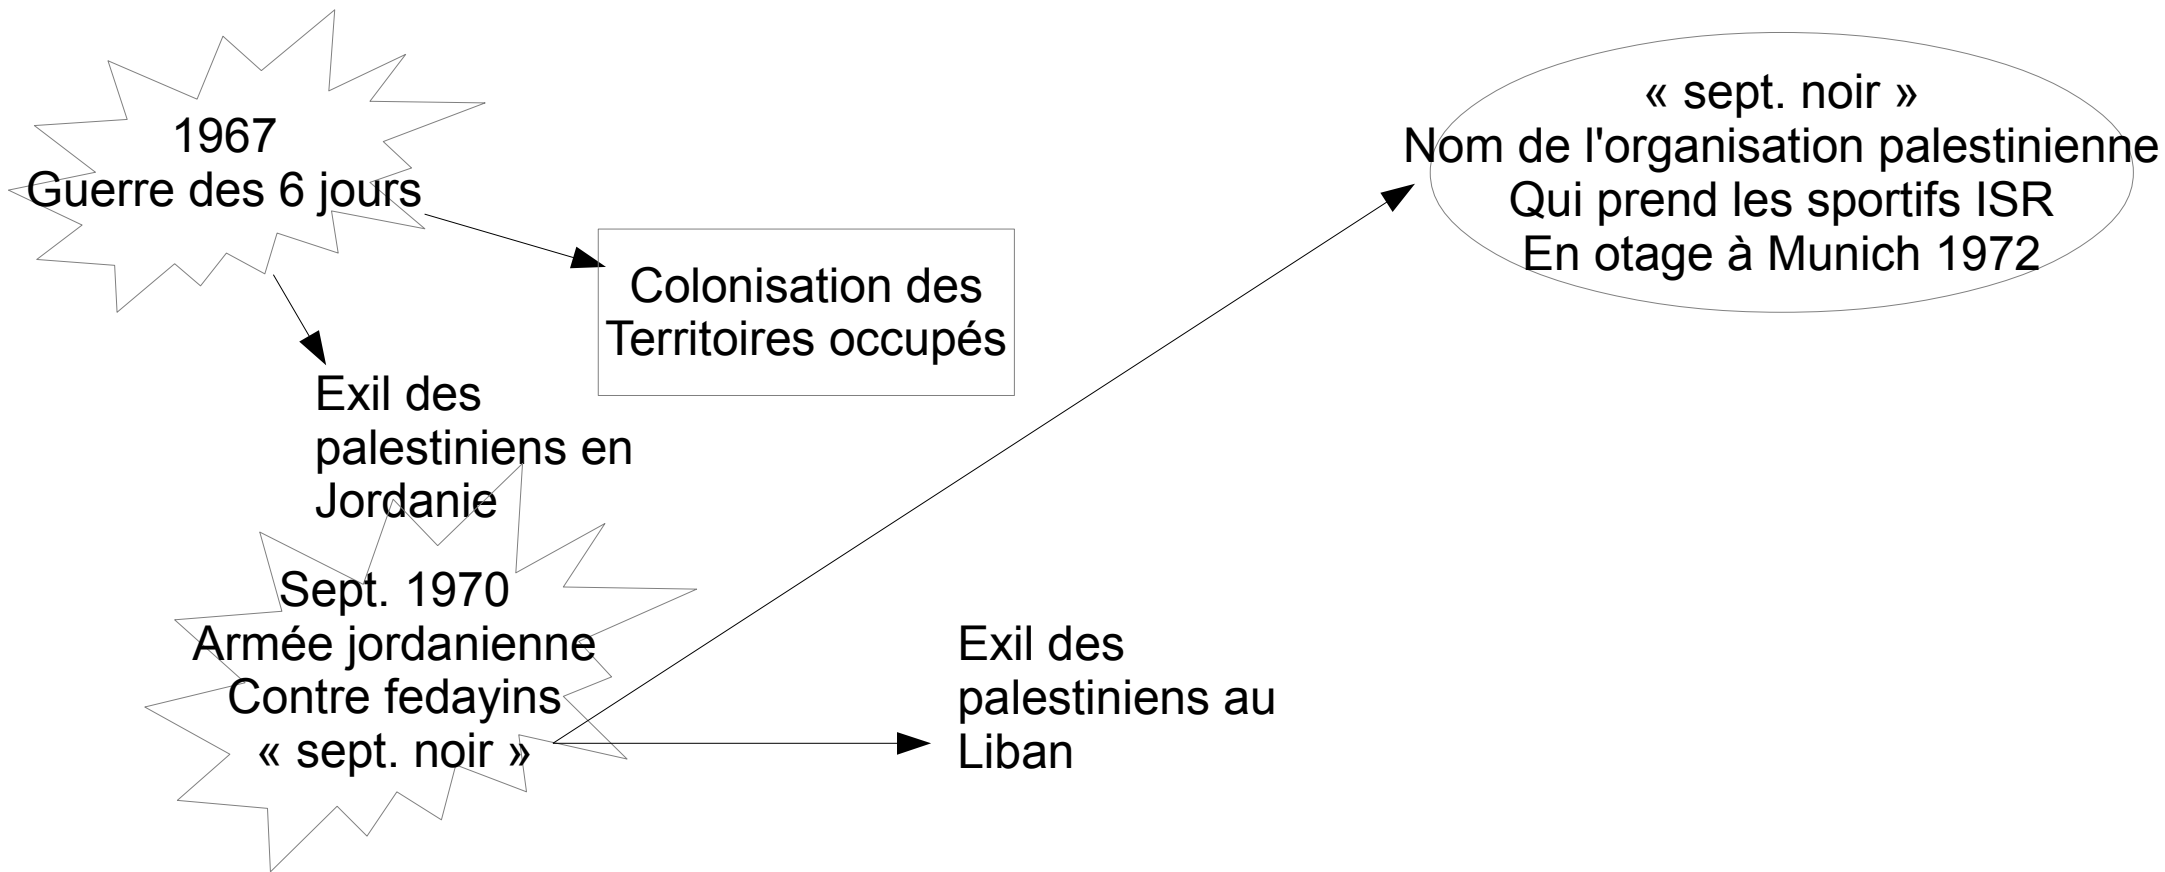 1967
Guerre des 6 jours
Colonisation des
Territoires occupés
Exil des
palestiniens en
Jordanie
Sept. 1970
Armée jordanienne
Contre fedayins
« sept. noir »
Exil des
palestiniens au
Liban
« sept. noir »
Nom de l'organisation palestinienne
Qui prend les sportifs ISR
En otage à Munich 1972